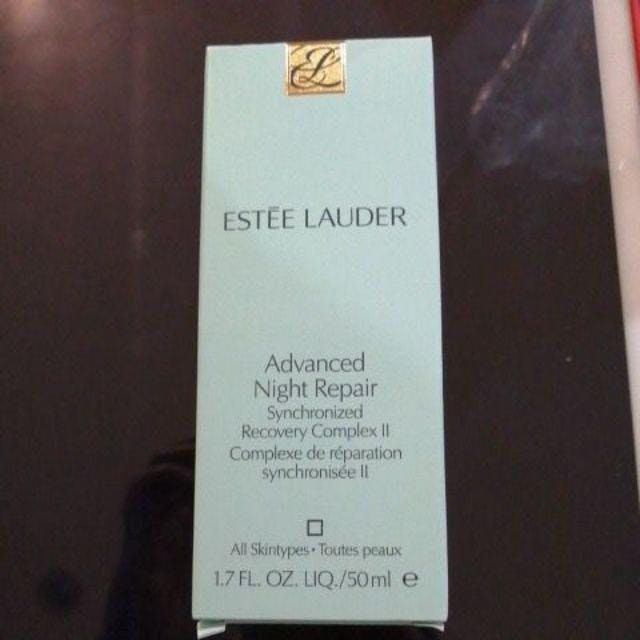 EL
ESTĒE LAUDER
Advanced
Night Repair
Synchronized
Recovery Complex II
Complexe de réparation
synchronisée II
All Skintypes • Toutes peaux
1.7 FL. OZ. LIQ./50 ml e